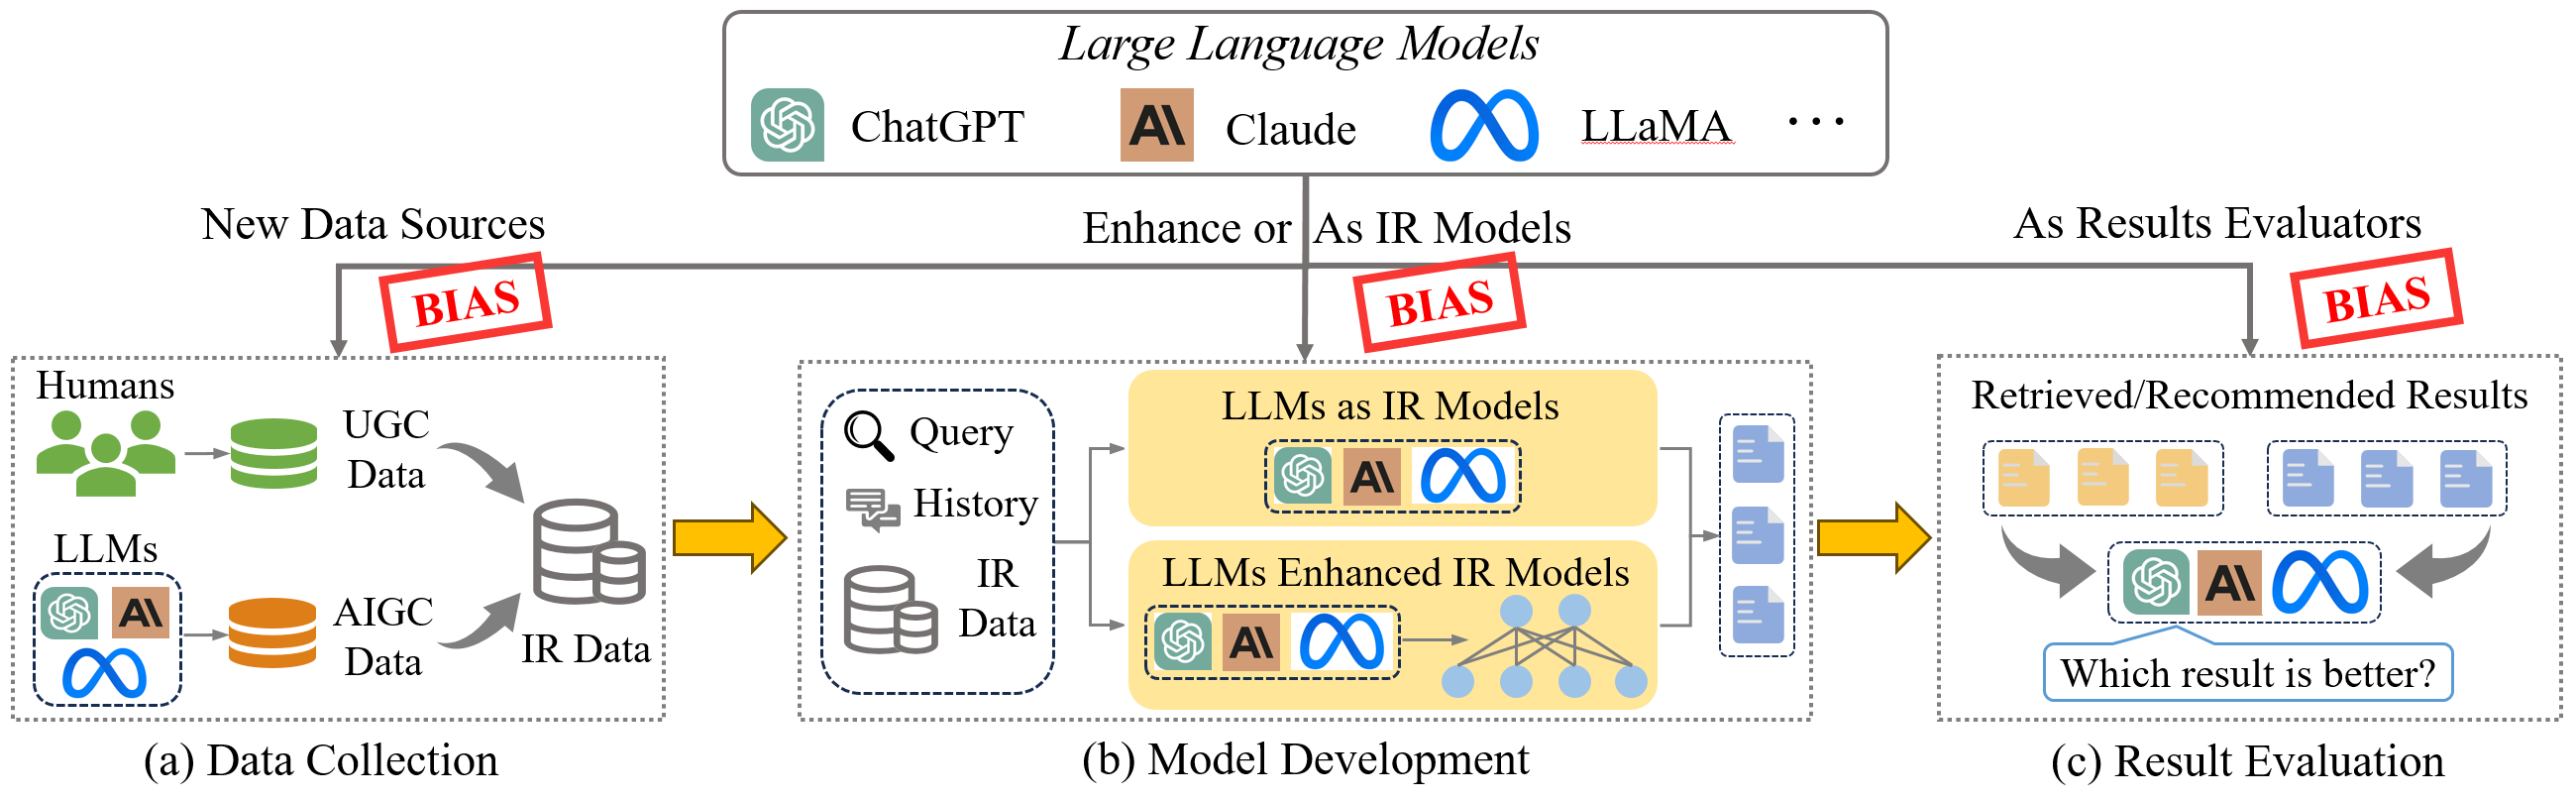 Large Language Models
ChatGPT
Claude
LLaMA
...
New Data Sources
Enhance or As IR Models
As Results Evaluators
BIAS
BIAS
BIAS
Humans
UGC
Data
LLMs
AIGC
Data
IR Data
(a) Data Collection
Query
History
IR
Data
LLMs as IR Models
LLMs Enhanced IR Models
(b) Model Development
Retrieved/Recommended Results
Which result is better?
(c) Result Evaluation